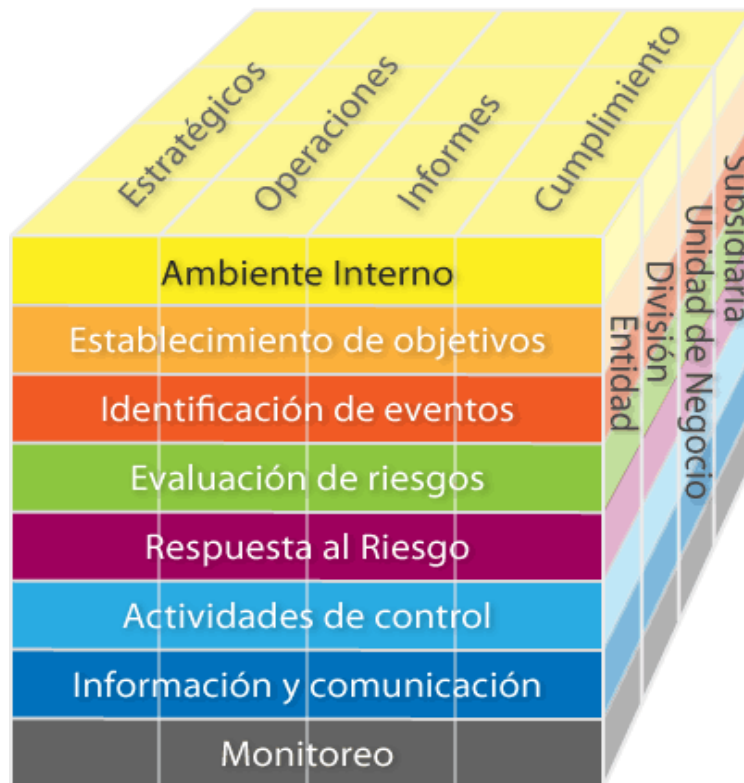 Estratégicos
Operaciones
Informes
Cumplimiento
Ambiente Interno
Establecimiento de objetivos
Identificación de eventos
Evaluación de riesgos
Respuesta al Riesgo
Actividades de control
Información y comunicación
Monitoreo
Entidad
División
Unidad de Negocio
Subsidiaria